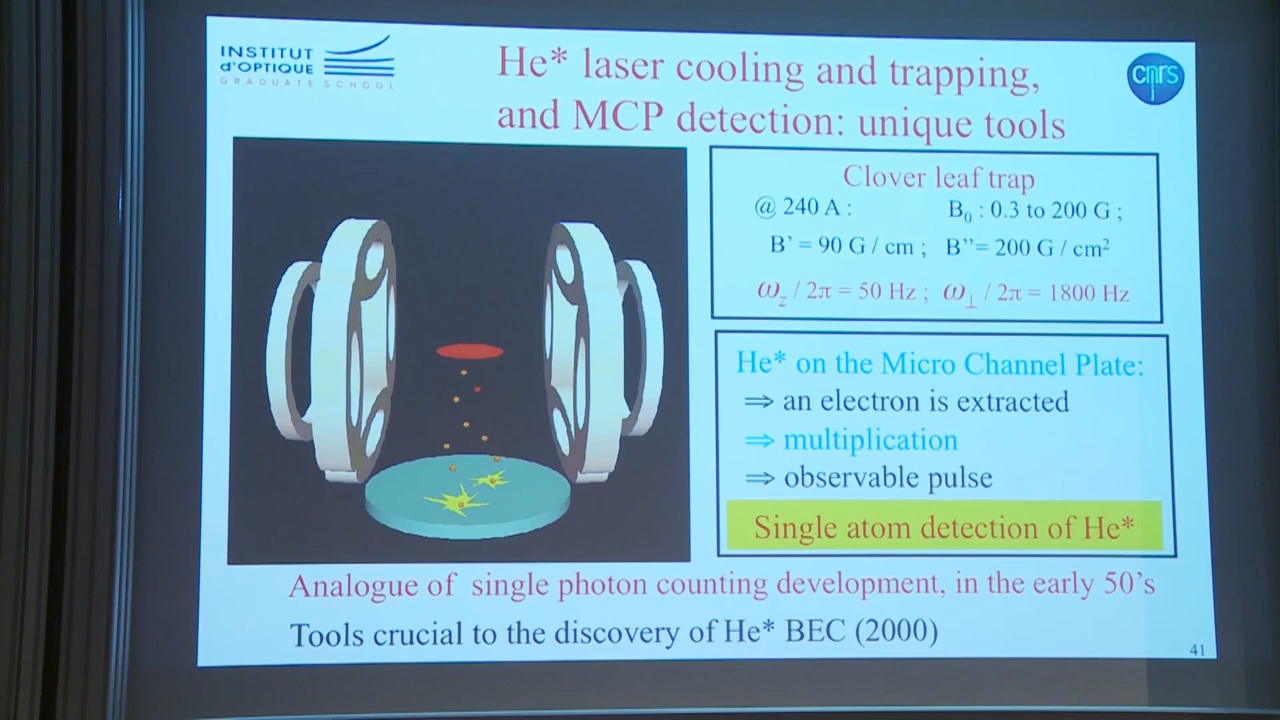 INSTITUT
d'OPTIQUE
GRADUATE SCHOOL
He* laser cooling and trapping,
and MCP detection: unique tools
cnrs
Clover leaf trap
@ 240 A : B₀ : 0.3 to 200 G ;
B’ = 90 G / cm ; B’’= 200 G / cm²
ω_z / 2π = 50 Hz ; ω_⊥ / 2π = 1800 Hz
He* on the Micro Channel Plate:
⇒ an electron is extracted
⇒ multiplication
⇒ observable pulse
Single atom detection of He*
Analogue of single photon counting development, in the early 50’s
Tools crucial to the discovery of He* BEC (2000)
41